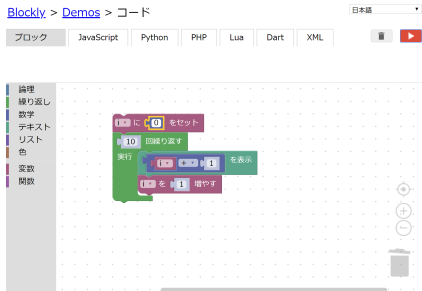 Blockly > Demos > コード
日本語
ブロック JavaScript Python PHP Lua Dart XML
論理
繰り返し
数学
テキスト
リスト
色
変数
関数
i に 0 をセット
10 回繰り返す
実行 i + 1 を表示
i を 1 増やす